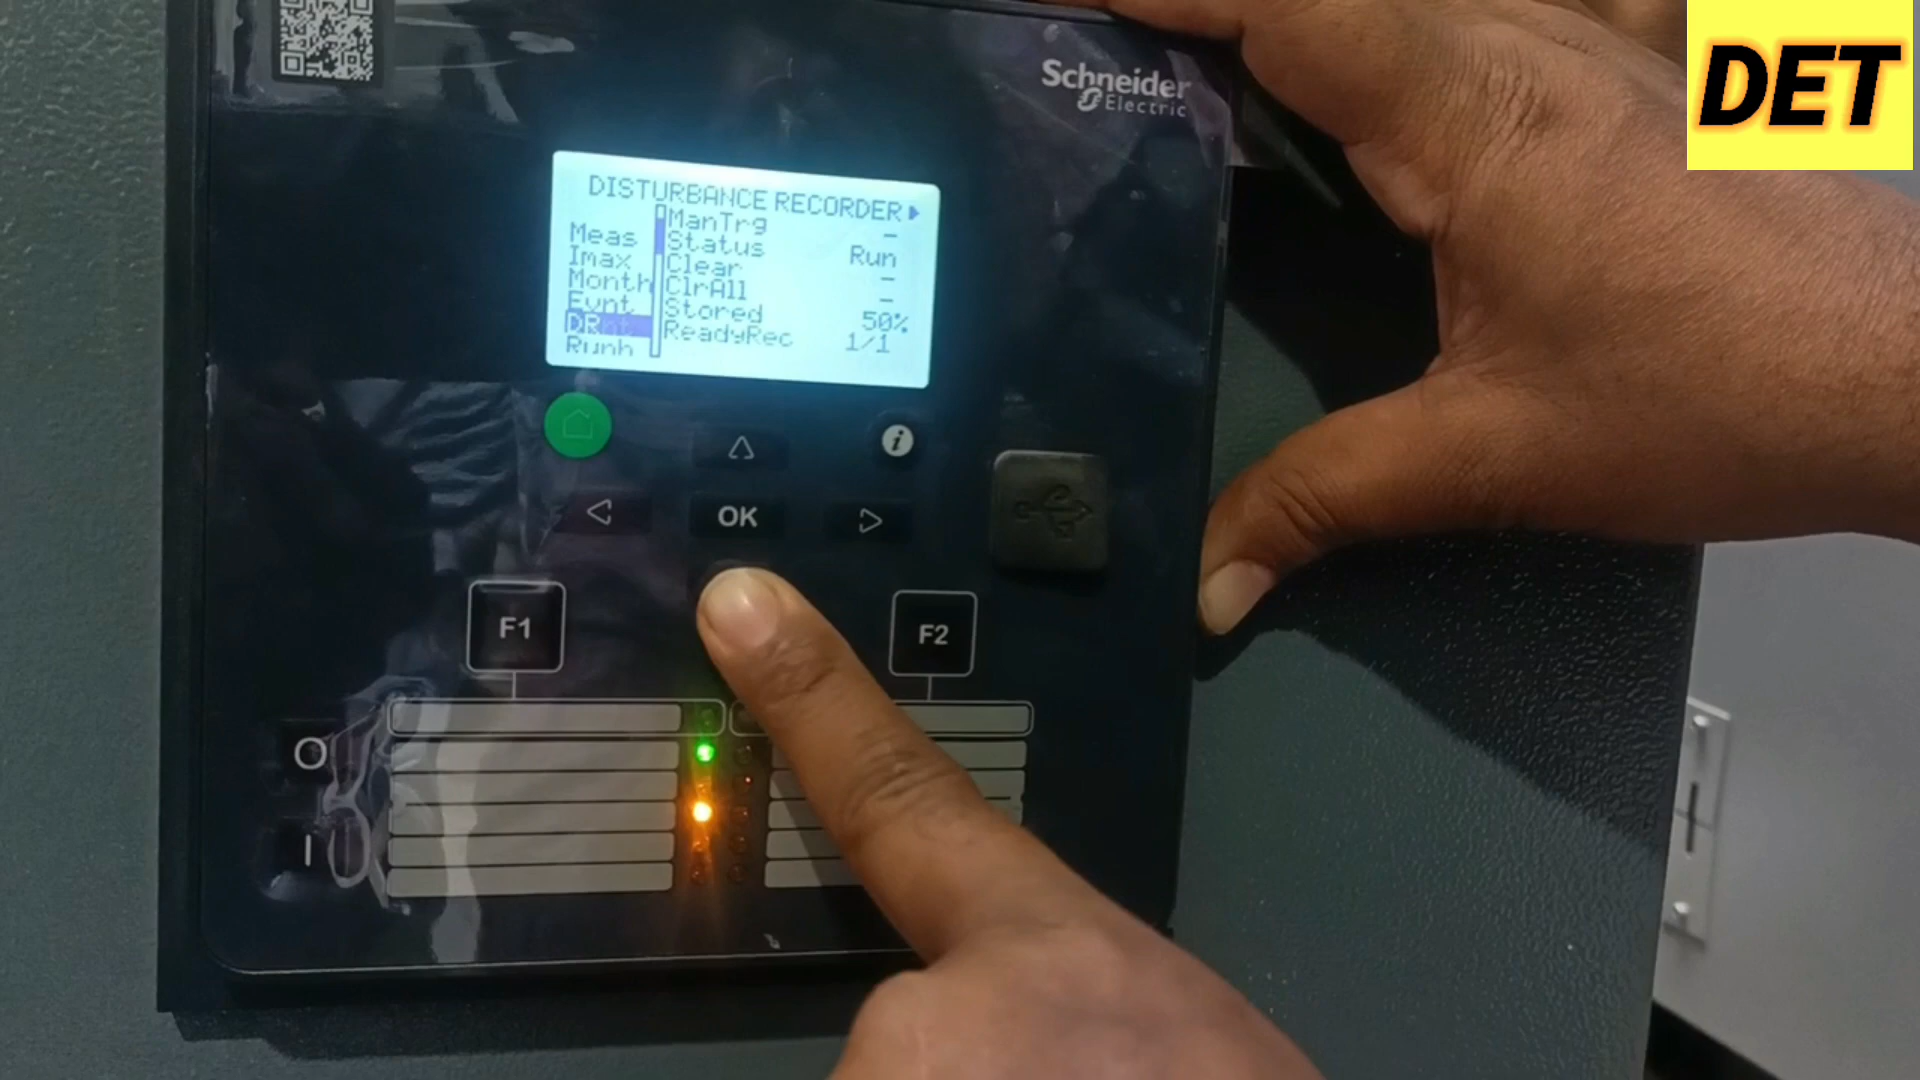 DET
Schneider
Electric
DISTURBANCE RECORDER
Meas
Imax
Month
Evnt
DR
Runh
ManTrg -
Status Run
Clear -
ClrAll -
Stored 50%
ReadyRec 1/1
i
OK
F1
F2
O
I